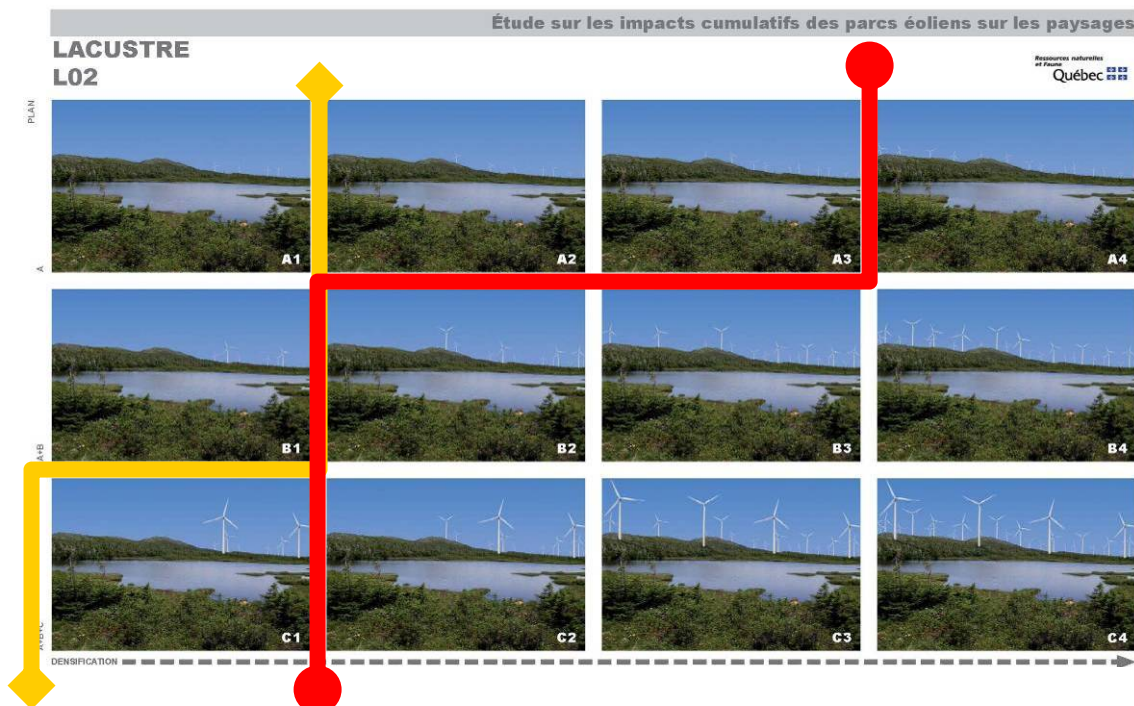 Étude sur les impacts cumulatifs des parcs éoliens sur les paysages
LACUSTRE
L02
Ressources naturelles
et Faune
Québec
PLAN
A1 A2 A3 A4
A
B1 B2 B3 B4
A+B
C1 C2 C3 C4
A+B+C
DENSIFICATION